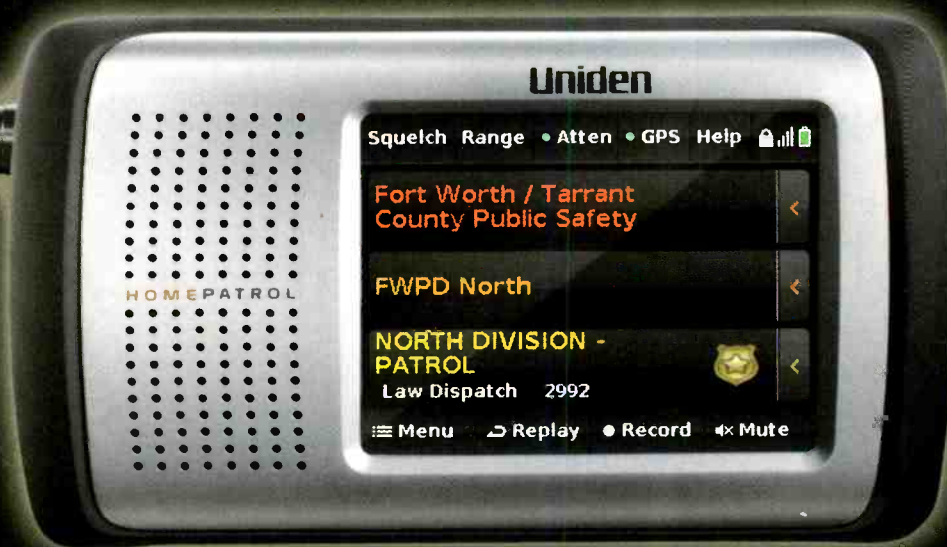 Uniden
Squelch Range Atten GPS Help
Fort Worth / Tarrant
County Public Safety
HOMEPATROL
FWPD North
NORTH DIVISION -
PATROL
Law Dispatch 2992
Menu Replay Record Mute